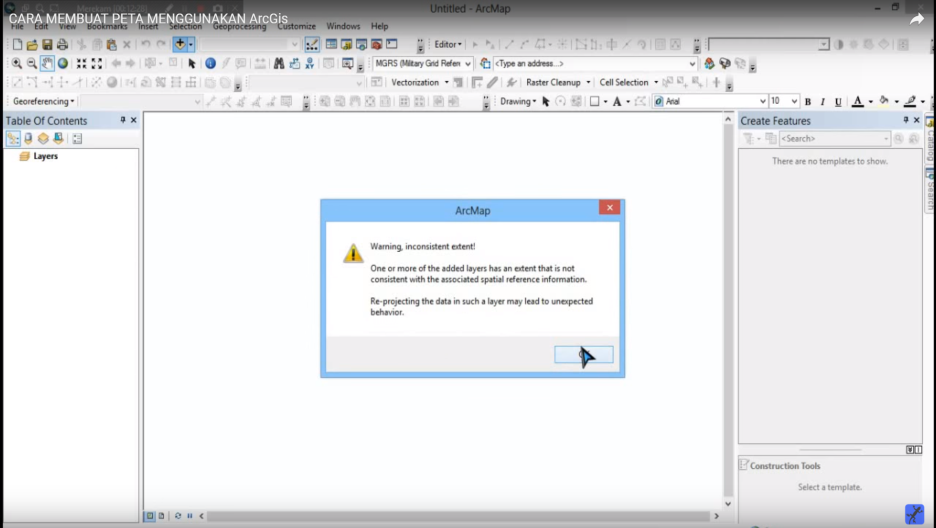 Untitled - ArcMap
CARA MEMBUAT PETA MENGGUNAKAN ArcGis
File Edit View Bookmarks Insert Selection Geoprocessing Customize Windows Help
Editor
MGRS (Military Grid Referen
<Type an address...>
Vectorization
Raster Cleanup
Cell Selection
Georeferencing
Drawing
Arial
10
B I U A
Table Of Contents
Layers
ArcMap
Warning, inconsistent extent!
One or more of the added layers has an extent that is not
consistent with the associated spatial reference information.
Re-projecting the data in such a layer may lead to unexpected
behavior.
Create Features
<Search>
There are no templates to show.
Catalog
Search
Construction Tools
Select a template.